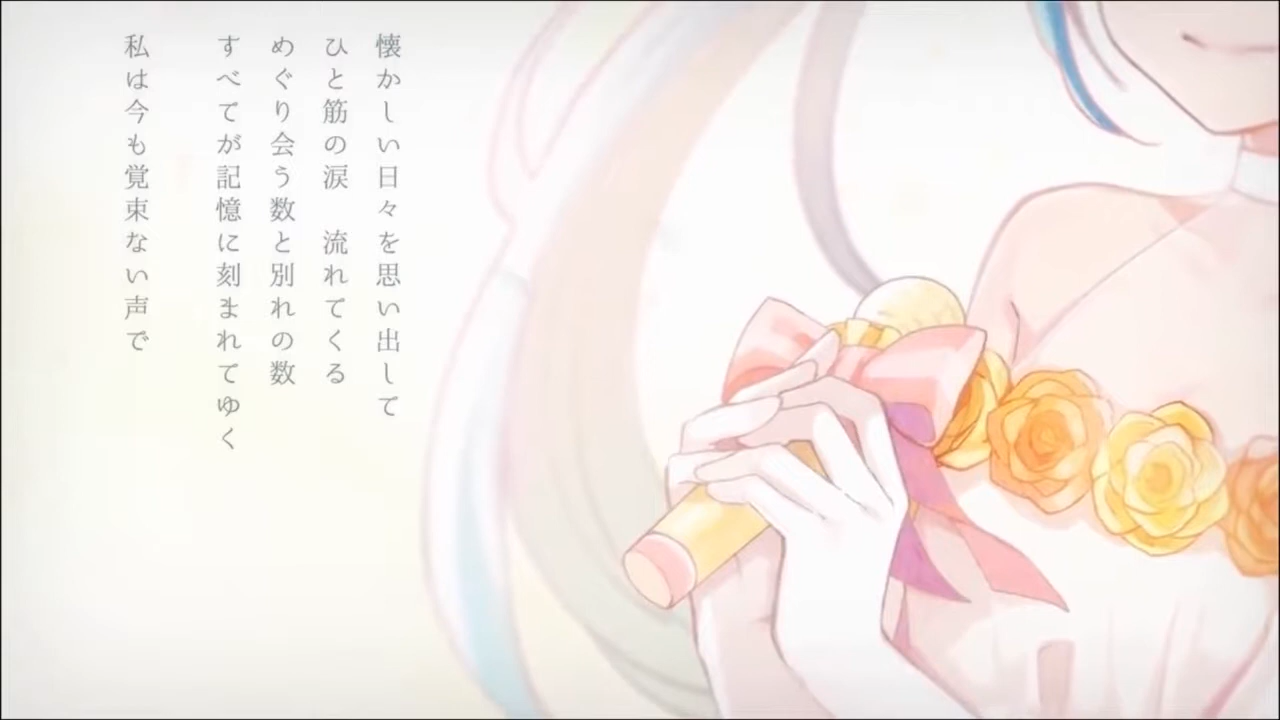 懐かしい日々を思い出して
ひと筋の涙　流れてくる
めぐり会う数と別れの数
すべてが記憶に刻まれてゆく
私は今も覚束ない声で